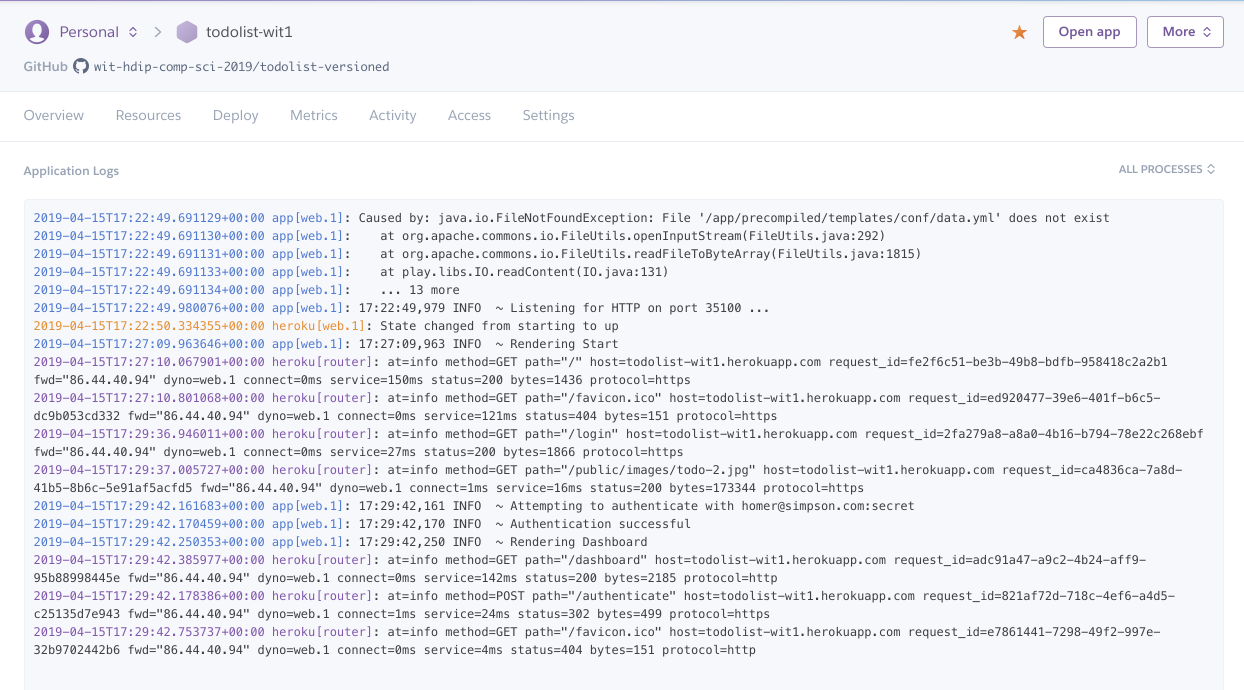 Personal todolist-wit1 Open app More
GitHub wit-hdip-comp-sci-2019/todolist-versioned
Overview Resources Deploy Metrics Activity Access Settings
Application Logs ALL PROCESSES
2019-04-15T17:22:49.691129+00:00 app[web.1]: Caused by: java.io.FileNotFoundException: File '/app/precompiled/templates/conf/data.yml' does not exist
2019-04-15T17:22:49.691130+00:00 app[web.1]:    at org.apache.commons.io.FileUtils.openInputStream(FileUtils.java:292)
2019-04-15T17:22:49.691131+00:00 app[web.1]:    at org.apache.commons.io.FileUtils.readFileToByteArray(FileUtils.java:1815)
2019-04-15T17:22:49.691133+00:00 app[web.1]:    at play.libs.IO.readContent(IO.java:131)
2019-04-15T17:22:49.691134+00:00 app[web.1]:    ... 13 more
2019-04-15T17:22:49.980076+00:00 app[web.1]: 17:22:49,979 INFO  ~ Listening for HTTP on port 35100 ...
2019-04-15T17:22:50.334355+00:00 heroku[web.1]: State changed from starting to up
2019-04-15T17:27:09.963646+00:00 app[web.1]: 17:27:09,963 INFO  ~ Rendering Start
2019-04-15T17:27:10.067901+00:00 heroku[router]: at=info method=GET path="/" host=todolist-wit1.herokuapp.com request_id=fe2f6c51-be3b-49b8-bdfb-958418c2a2b1
fwd="86.44.40.94" dyno=web.1 connect=0ms service=150ms status=200 bytes=1436 protocol=https
2019-04-15T17:27:10.801068+00:00 heroku[router]: at=info method=GET path="/favicon.ico" host=todolist-wit1.herokuapp.com request_id=ed920477-39e6-401f-b6c5-
dc9b053cd332 fwd="86.44.40.94" dyno=web.1 connect=0ms service=121ms status=404 bytes=151 protocol=https
2019-04-15T17:29:36.946011+00:00 heroku[router]: at=info method=GET path="/login" host=todolist-wit1.herokuapp.com request_id=2fa279a8-a8a0-4b16-b794-78e22c268ebf
fwd="86.44.40.94" dyno=web.1 connect=0ms service=27ms status=200 bytes=1866 protocol=https
2019-04-15T17:29:37.005727+00:00 heroku[router]: at=info method=GET path="/public/images/todo-2.jpg" host=todolist-wit1.herokuapp.com request_id=ca4836ca-7a8d-
41b5-8b6c-5e91af5acfd5 fwd="86.44.40.94" dyno=web.1 connect=1ms service=16ms status=200 bytes=173344 protocol=https
2019-04-15T17:29:42.161683+00:00 app[web.1]: 17:29:42,161 INFO  ~ Attempting to authenticate with homer@simpson.com:secret
2019-04-15T17:29:42.170459+00:00 app[web.1]: 17:29:42,170 INFO  ~ Authentication successful
2019-04-15T17:29:42.250353+00:00 app[web.1]: 17:29:42,250 INFO  ~ Rendering Dashboard
2019-04-15T17:29:42.385977+00:00 heroku[router]: at=info method=GET path="/dashboard" host=todolist-wit1.herokuapp.com request_id=adc91a47-a9c2-4b24-aff9-
95b88998445e fwd="86.44.40.94" dyno=web.1 connect=0ms service=142ms status=200 bytes=2185 protocol=http
2019-04-15T17:29:42.178386+00:00 heroku[router]: at=info method=POST path="/authenticate" host=todolist-wit1.herokuapp.com request_id=821af72d-718c-4ef6-a4d5-
c25135d7e943 fwd="86.44.40.94" dyno=web.1 connect=1ms service=24ms status=302 bytes=499 protocol=https
2019-04-15T17:29:42.753737+00:00 heroku[router]: at=info method=GET path="/favicon.ico" host=todolist-wit1.herokuapp.com request_id=e7861441-7298-49f2-997e-
32b9702442b6 fwd="86.44.40.94" dyno=web.1 connect=0ms service=4ms status=404 bytes=151 protocol=http